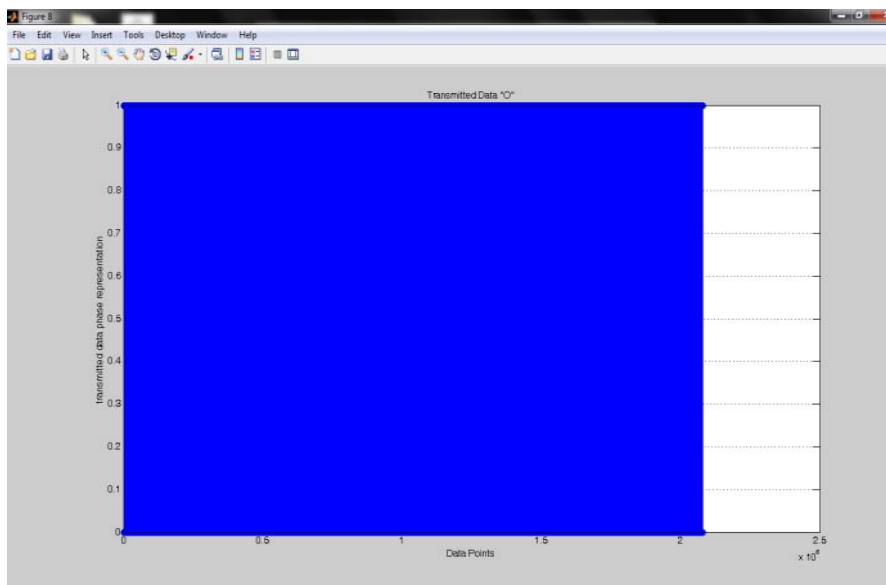 Figure 8
File Edit View Insert Tools Desktop Window Help
Transmitted Data "O"
1
0.9
0.8
0.7
0.6
0.5
0.4
0.3
0.2
0.1
0
transmitted data phase representation
0 0.5 1 1.5 2 2.5
Data Points
x 10^6